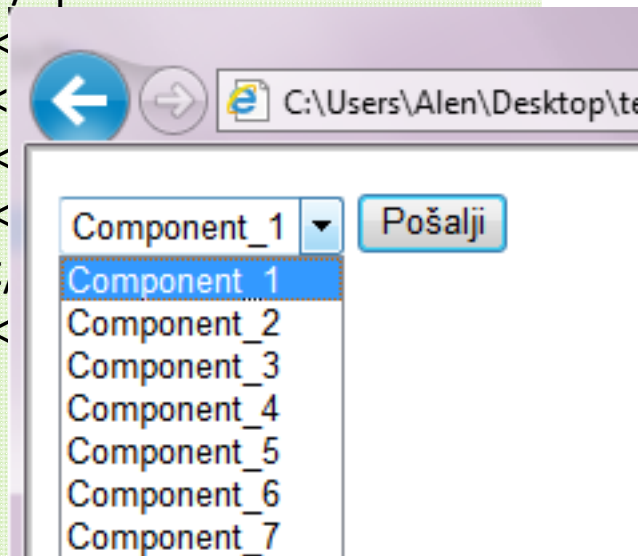 C:\Users\Alen\Desktop\te
Component_1 Pošalji
Component_1
Component_2
Component_3
Component_4
Component_5
Component_6
Component_7